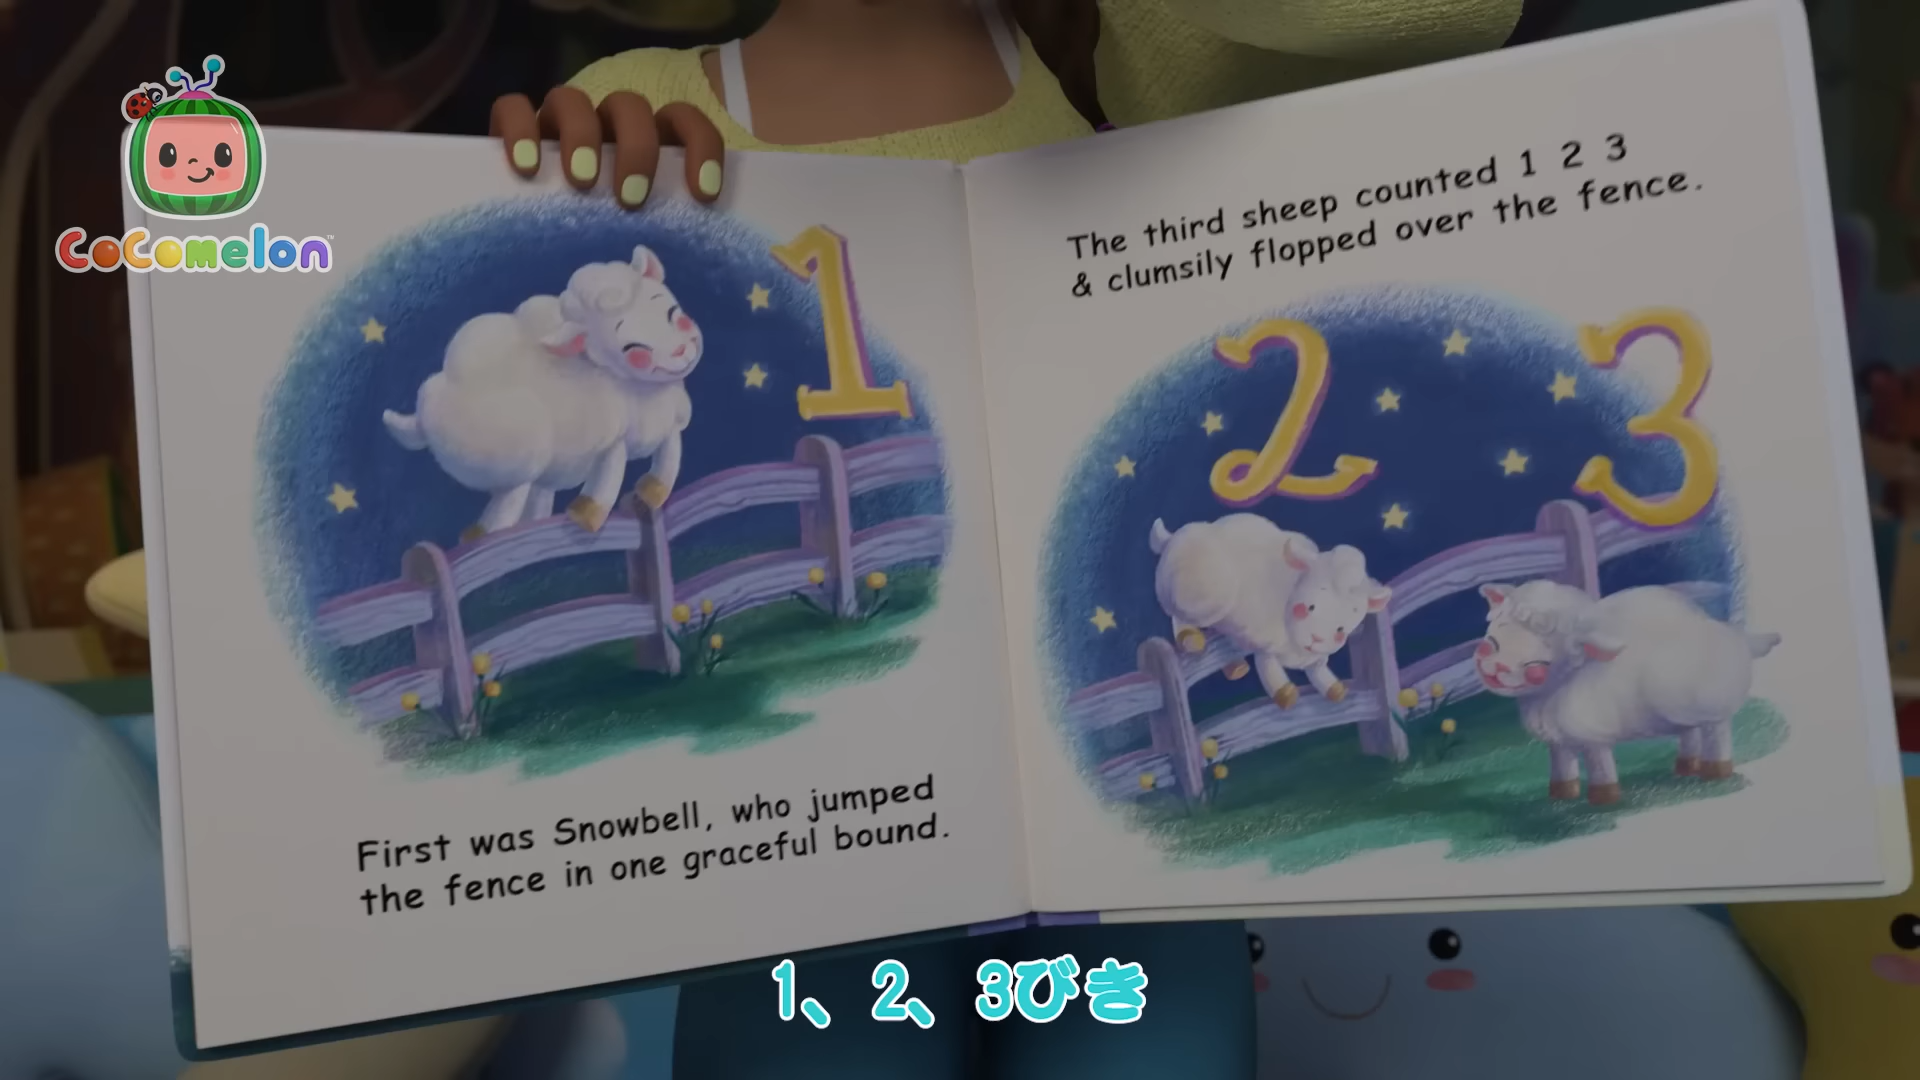 CoComelon™
1
First was Snowbell, who jumped
the fence in one graceful bound.
The third sheep counted 1 2 3
& clumsily flopped over the fence.
2 3
1、2、3びき